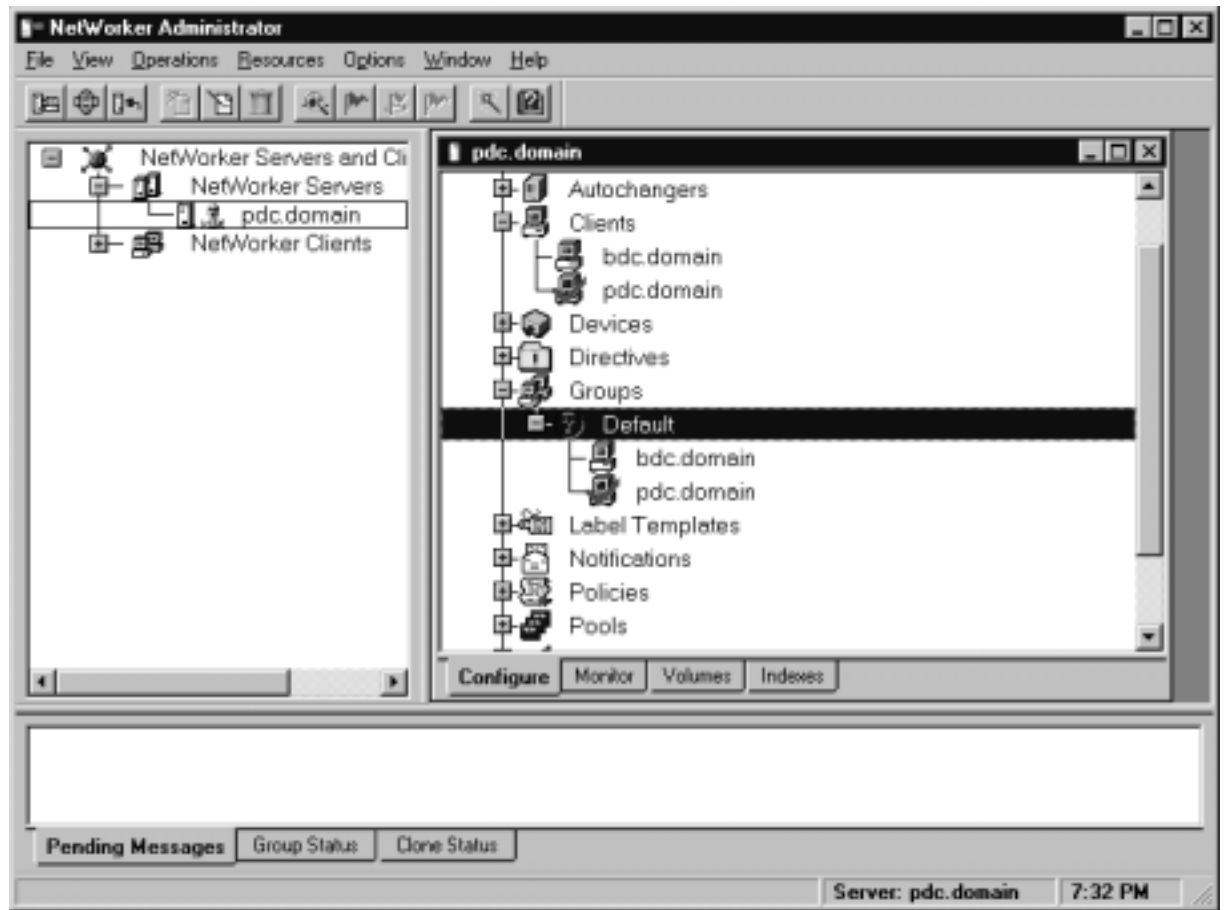 NetWorker Administrator
File View Operations Resources Options Window Help
NetWorker Servers and Cli
NetWorker Servers
pdc.domain
NetWorker Clients
pdc.domain
Autochangers
Clients
bdc.domain
pdc.domain
Devices
Directives
Groups
Default
bdc.domain
pdc.domain
Label Templates
Notifications
Policies
Pools
Configure Monitor Volumes Indexes
Pending Messages Group Status Clone Status
Server: pdc.domain 7:32 PM